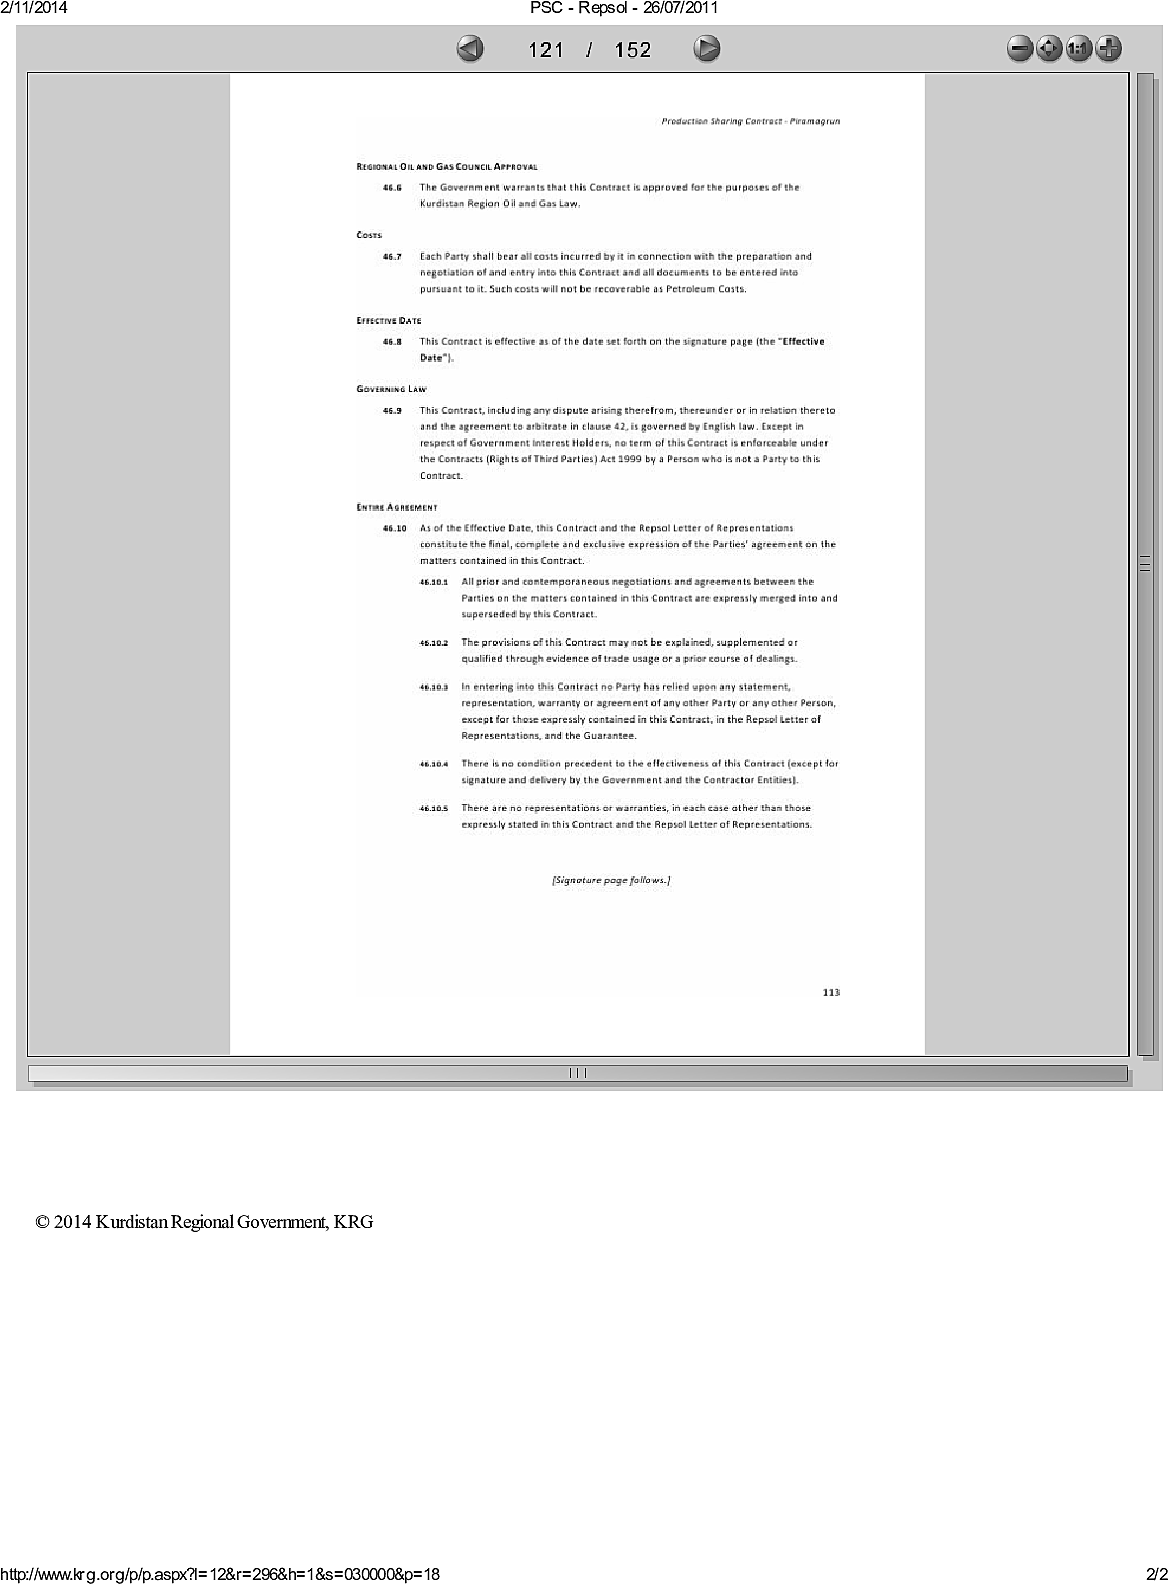 2/11/2014 PSC - Repsol - 26/07/2011
121 / 152
1:1
Production Sharing Contract - Piramagrun
REGIONAL OIL AND GAS COUNCIL APPROVAL
46.6 The Government warrants that this Contract is approved for the purposes of the
Kurdistan Region Oil and Gas Law.
COSTS
46.7 Each Party shall bear all costs incurred by it in connection with the preparation and
negotiation of and entry into this Contract and all documents to be entered into
pursuant to it. Such costs will not be recoverable as Petroleum Costs.
EFFECTIVE DATE
46.8 This Contract is effective as of the date set forth on the signature page (the "Effective
Date").
GOVERNING LAW
46.9 This Contract, including any dispute arising therefrom, thereunder or in relation thereto
and the agreement to arbitrate in clause 42, is governed by English law. Except in
respect of Government Interest Holders, no term of this Contract is enforceable under
the Contracts (Rights of Third Parties) Act 1999 by a Person who is not a Party to this
Contract.
ENTIRE AGREEMENT
46.10 As of the Effective Date, this Contract and the Repsol Letter of Representations
constitute the final, complete and exclusive expression of the Parties' agreement on the
matters contained in this Contract.
46.10.1 All prior and contemporaneous negotiations and agreements between the
Parties on the matters contained in this Contract are expressly merged into and
superseded by this Contract.
46.10.2 The provisions of this Contract may not be explained, supplemented or
qualified through evidence of trade usage or a prior course of dealings.
46.10.3 In entering into this Contract no Party has relied upon any statement,
representation, warranty or agreement of any other Party or any other Person,
except for those expressly contained in this Contract, in the Repsol Letter of
Representations, and the Guarantee.
46.10.4 There is no condition precedent to the effectiveness of this Contract (except for
signature and delivery by the Government and the Contractor Entities).
46.10.5 There are no representations or warranties, in each case other than those
expressly stated in this Contract and the Repsol Letter of Representations.
[Signature page follows.]
113
© 2014 Kurdistan Regional Government, KRG
http://www.krg.org/p/p.aspx?l=12&r=296&h=1&s=030000&p=18 2/2